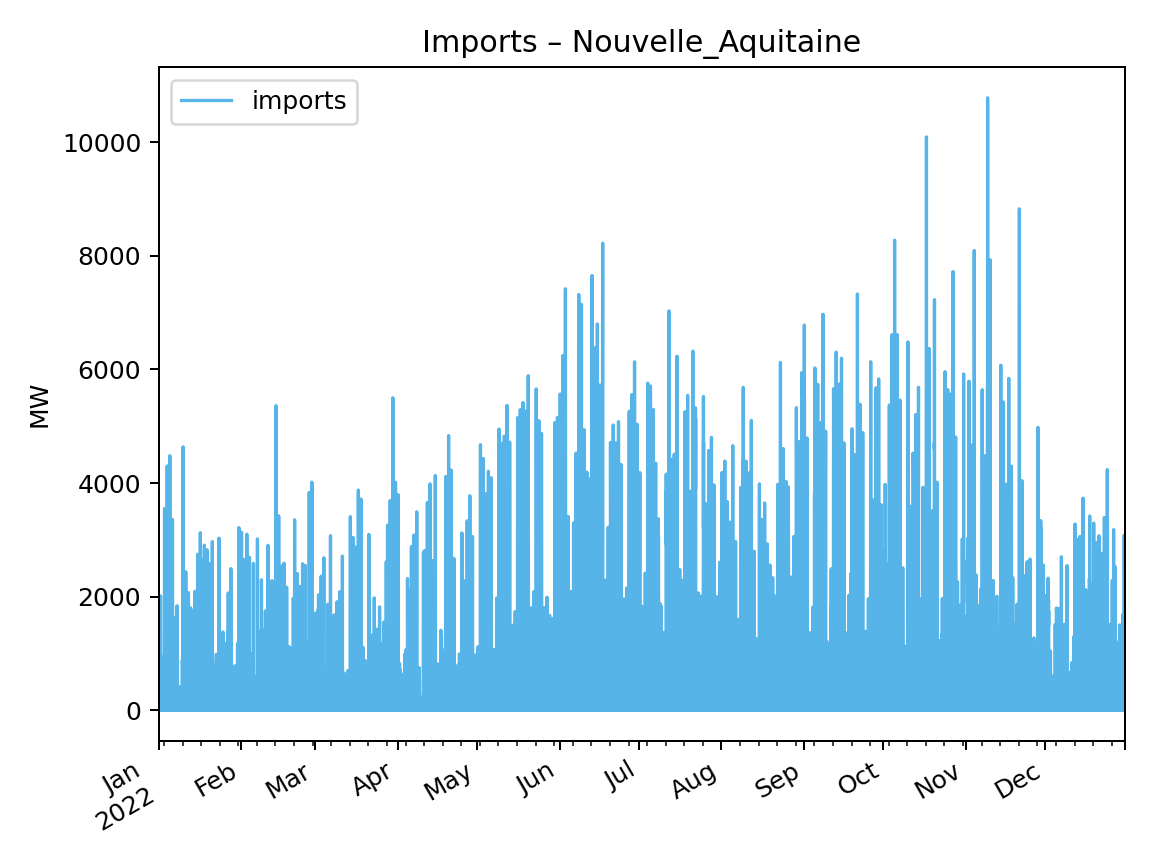 Imports – Nouvelle_Aquitaine
imports
MW
10000
8000
6000
4000
2000
0
Jan
2022
Feb
Mar
Apr
May
Jun
Jul
Aug
Sep
Oct
Nov
Dec